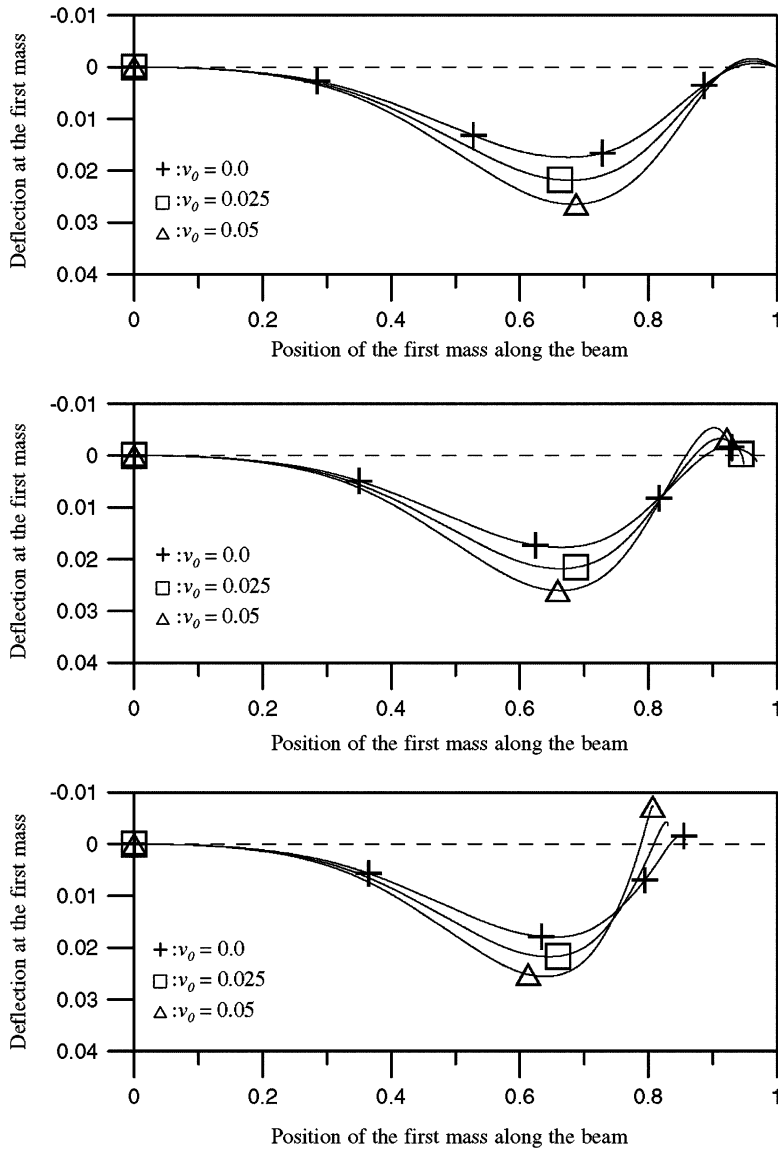 Deflection at the first mass
-0.01
0
0.01
0.02
0.03
0.04
+ :v₀ = 0.0
□ :v₀ = 0.025
△ :v₀ = 0.05
0 0.2 0.4 0.6 0.8 1
Position of the first mass along the beam
Deflection at the first mass
-0.01
0
0.01
0.02
0.03
0.04
+ :v₀ = 0.0
□ :v₀ = 0.025
△ :v₀ = 0.05
0 0.2 0.4 0.6 0.8 1
Position of the first mass along the beam
Deflection at the first mass
-0.01
0
0.01
0.02
0.03
0.04
+ :v₀ = 0.0
□ :v₀ = 0.025
△ :v₀ = 0.05
0 0.2 0.4 0.6 0.8 1
Position of the first mass along the beam